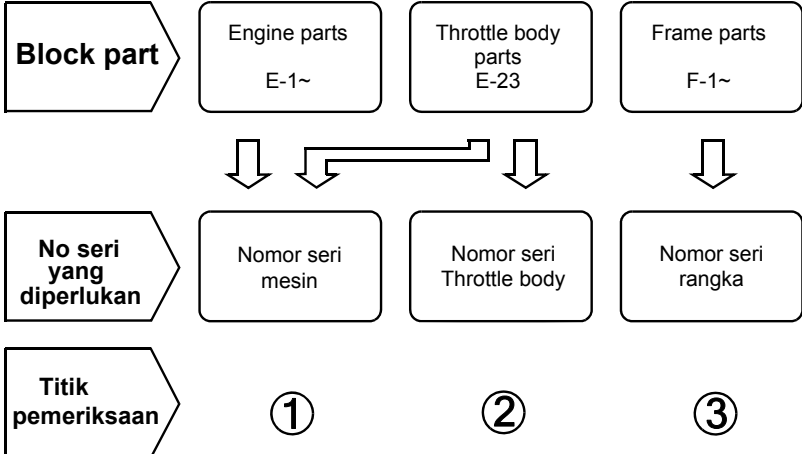 Block part
Engine parts
E-1~
Throttle body
parts
E-23
Frame parts
F-1~
No seri
yang
diperlukan
Nomor seri
mesin
Nomor seri
Throttle body
Nomor seri
rangka
Titik
pemeriksaan
①
②
③